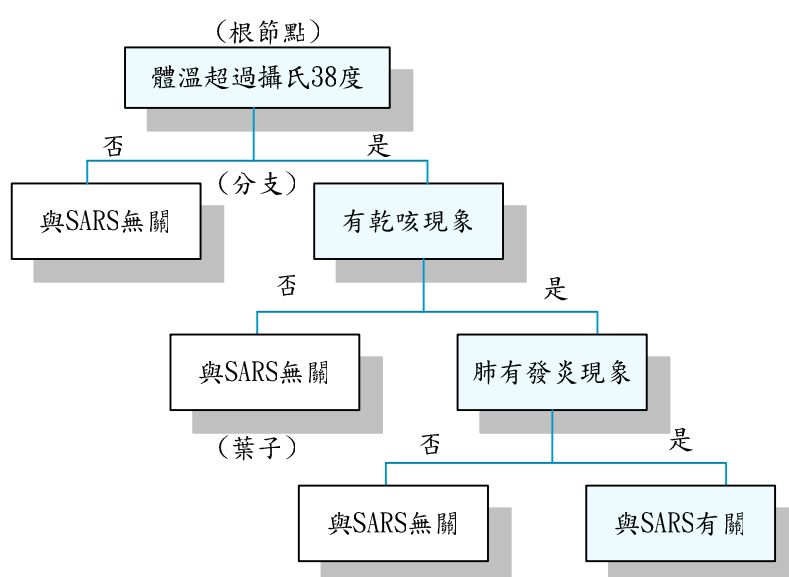 （根節點）
體溫超過攝氏38度
否
是
（分支）
與SARS無關
有乾咳現象
否
是
與SARS無關
肺有發炎現象
（葉子）
否
是
與SARS無關
與SARS有關